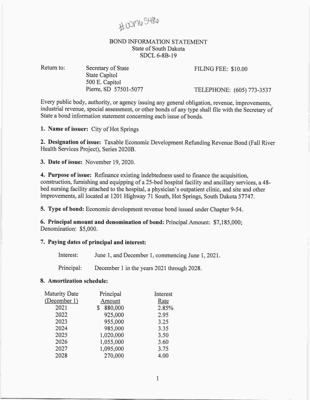 BOND INFORMATION STATEMENT
State of South Dakota
SDCL 6-8B-19
Return to: Secretary of State FILING FEE: $10.00
State Capitol
500 E. Capitol
Pierre, SD 57501-5077 TELEPHONE: (605) 773-3537
Every public body, authority, or agency issuing any general obligation, revenue, improvements,
industrial revenue, special assessment, or other bonds of any type shall file with the Secretary of
State a bond information statement concerning each issue of bonds.
1. Name of issuer: City of Hot Springs
2. Designation of issue: Taxable Economic Development Refunding Revenue Bond (Fall River
Health Services Project), Series 2020B.
3. Date of issue: November 19, 2020.
4. Purpose of issue: Refinance existing indebtedness used to finance the acquisition,
construction, furnishing and equipping of a 25-bed hospital facility and ancillary services, a 48-
bed nursing facility attached to the hospital, a physician's outpatient clinic, and site and other
improvements, all located at 1201 Highway 71 South, Hot Springs, South Dakota 57747.
5. Type of bond: Economic development revenue bond issued under Chapter 9-54.
6. Principal amount and denomination of bond: Principal Amount: $7,185,000;
Denomination: $5,000.
7. Paying dates of principal and interest:
Interest: June 1, and December 1, commencing June 1, 2021.
Principal: December 1 in the years 2021 through 2028.
8. Amortization schedule:
Maturity Date Principal Interest
(December 1) Amount Rate
2021 $ 880,000 2.85%
2022 925,000 2.95
2023 955,000 3.25
2024 985,000 3.35
2025 1,020,000 3.50
2026 1,055,000 3.60
2027 1,095,000 3.75
2028 270,000 4.00
1